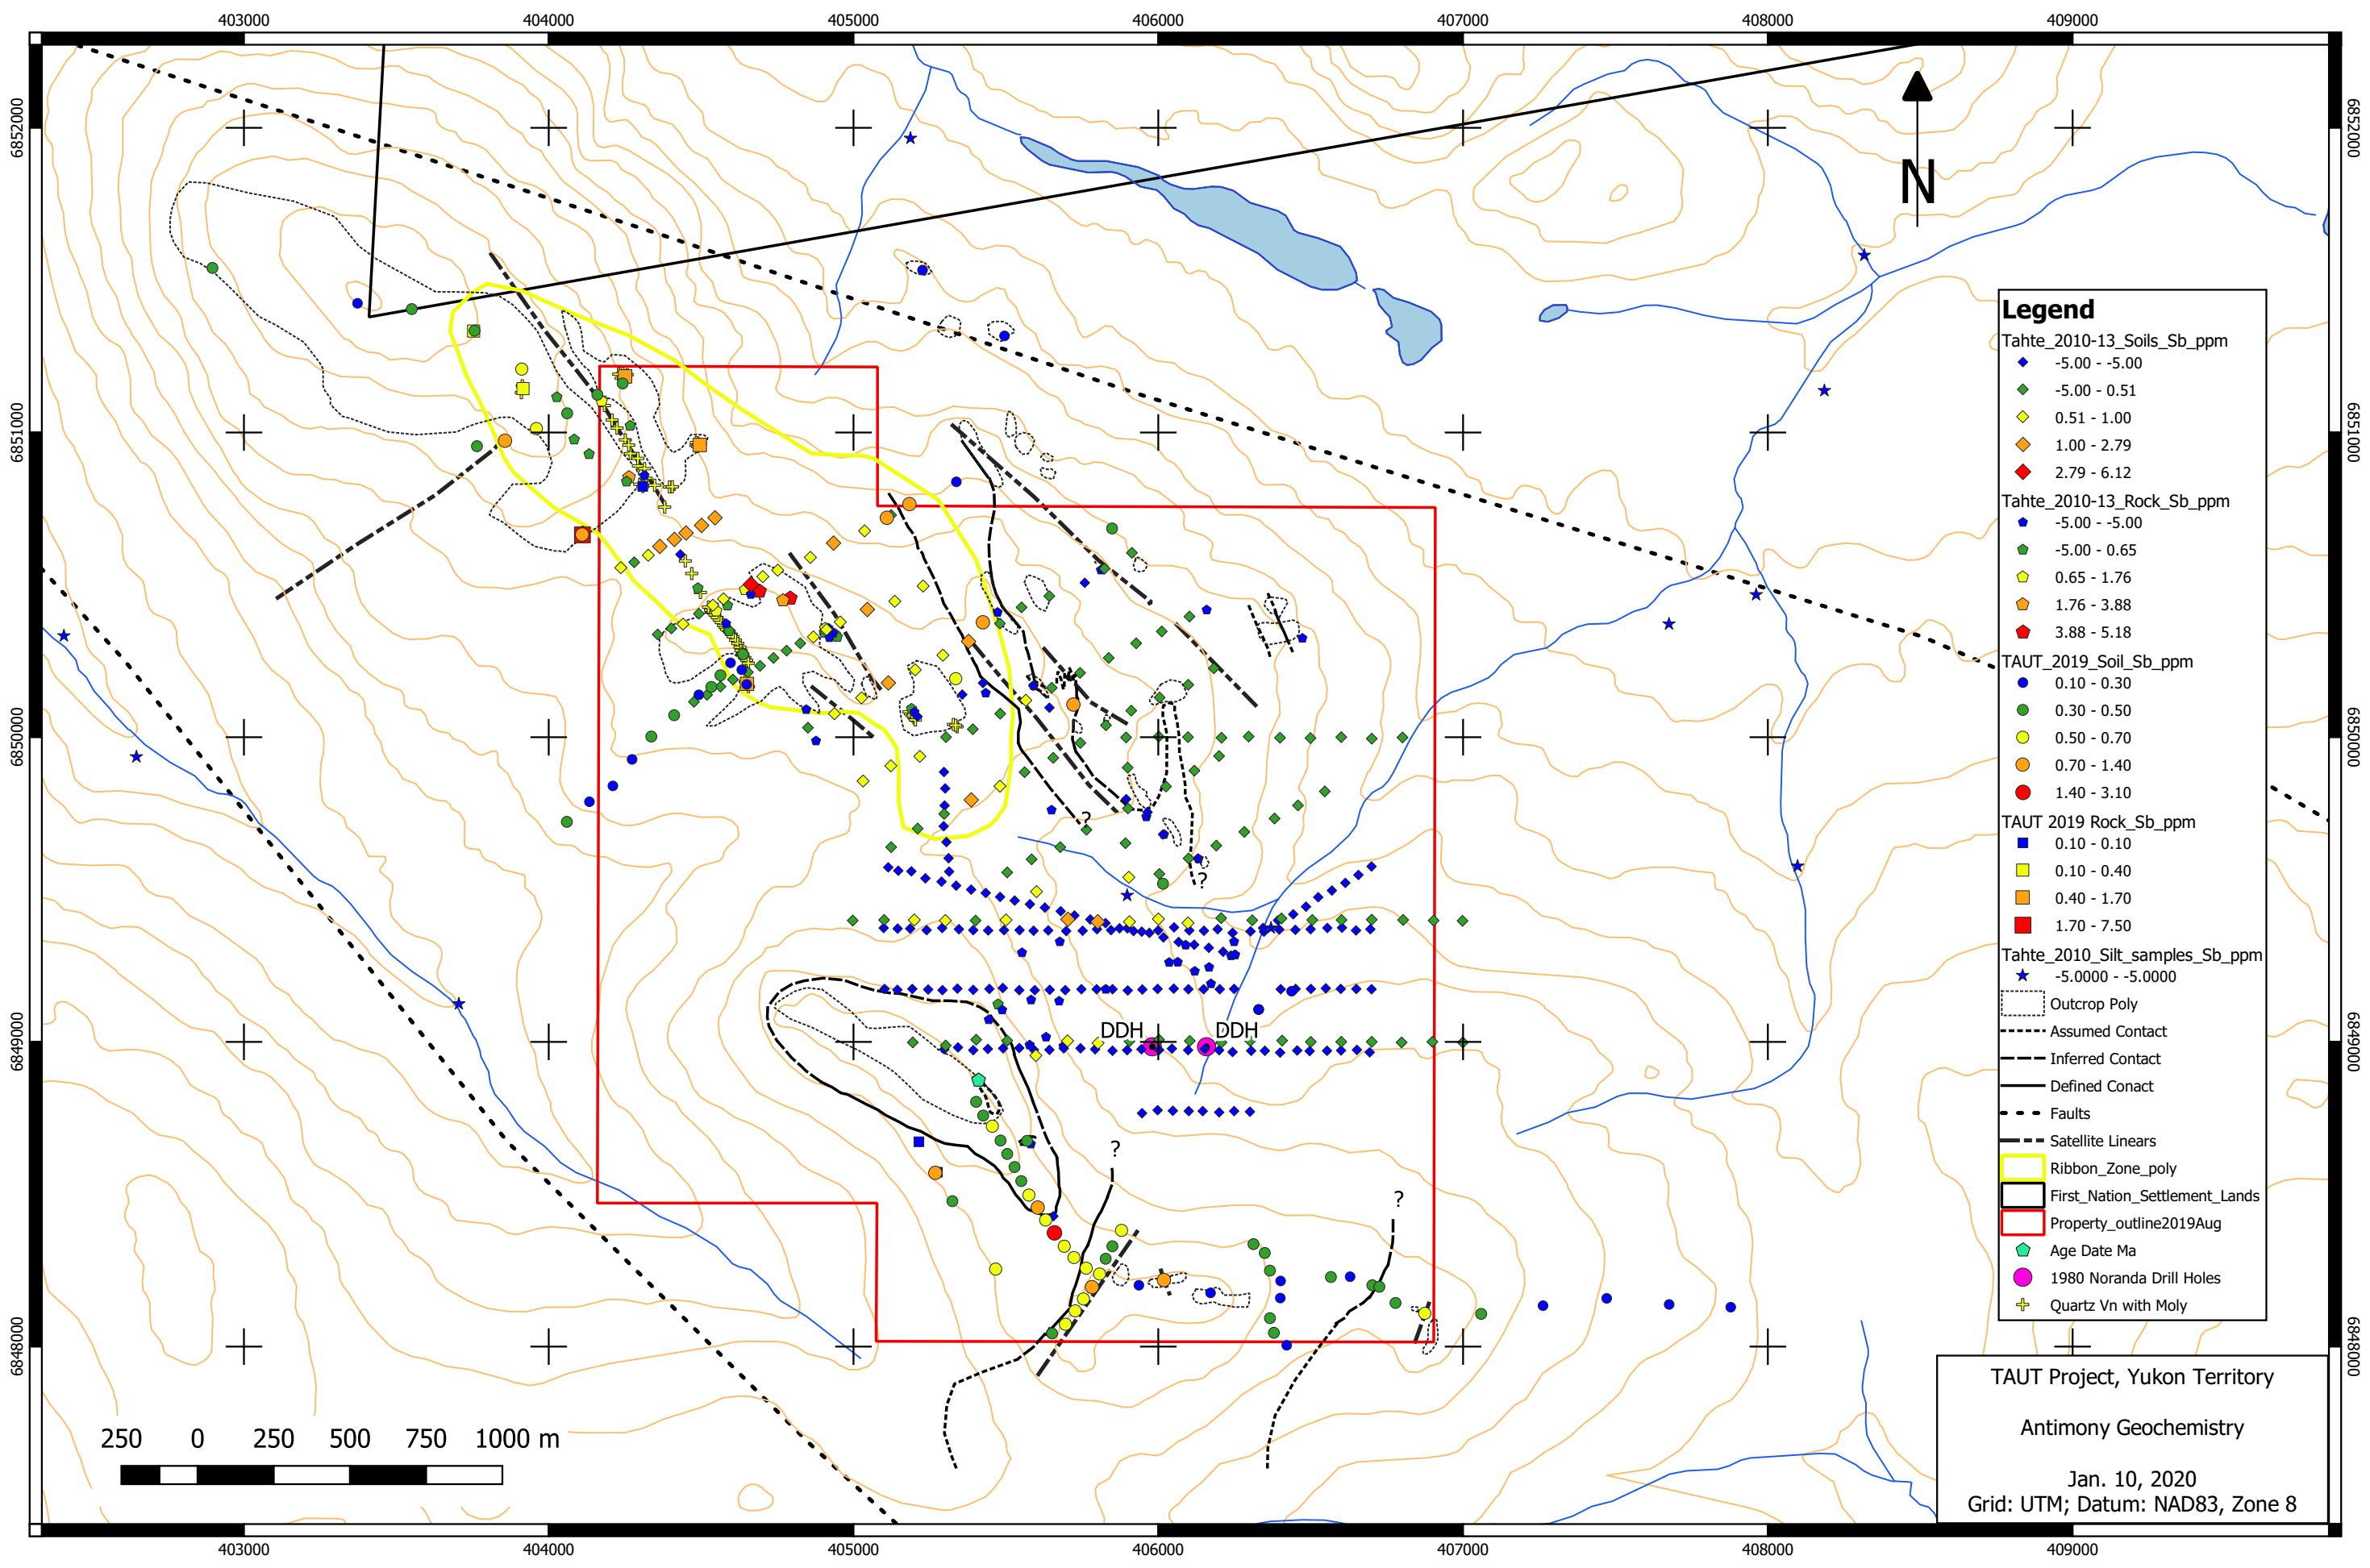 403000 404000 405000 406000 407000 408000 409000
6852000
6852000
N
6851000
6851000
6850000
6850000
?
?
6849000
6849000
DDH DDH
?
?
6848000
6848000
Legend
Tahte_2010-13_Soils_Sb_ppm
-5.00 - -5.00
-5.00 - 0.51
0.51 - 1.00
1.00 - 2.79
2.79 - 6.12
Tahte_2010-13_Rock_Sb_ppm
-5.00 - -5.00
-5.00 - 0.65
0.65 - 1.76
1.76 - 3.88
3.88 - 5.18
TAUT_2019_Soil_Sb_ppm
0.10 - 0.30
0.30 - 0.50
0.50 - 0.70
0.70 - 1.40
1.40 - 3.10
TAUT 2019 Rock_Sb_ppm
0.10 - 0.10
0.10 - 0.40
0.40 - 1.70
1.70 - 7.50
Tahte_2010_Silt_samples_Sb_ppm
-5.0000 - -5.0000
Outcrop Poly
Assumed Contact
Inferred Contact
Defined Conact
Faults
Satellite Linears
Ribbon_Zone_poly
First_Nation_Settlement_Lands
Property_outline2019Aug
Age Date Ma
1980 Noranda Drill Holes
Quartz Vn with Moly
250 0 250 500 750 1000 m
TAUT Project, Yukon Territory
Antimony Geochemistry
Jan. 10, 2020
Grid: UTM; Datum: NAD83, Zone 8
403000 404000 405000 406000 407000 408000 409000